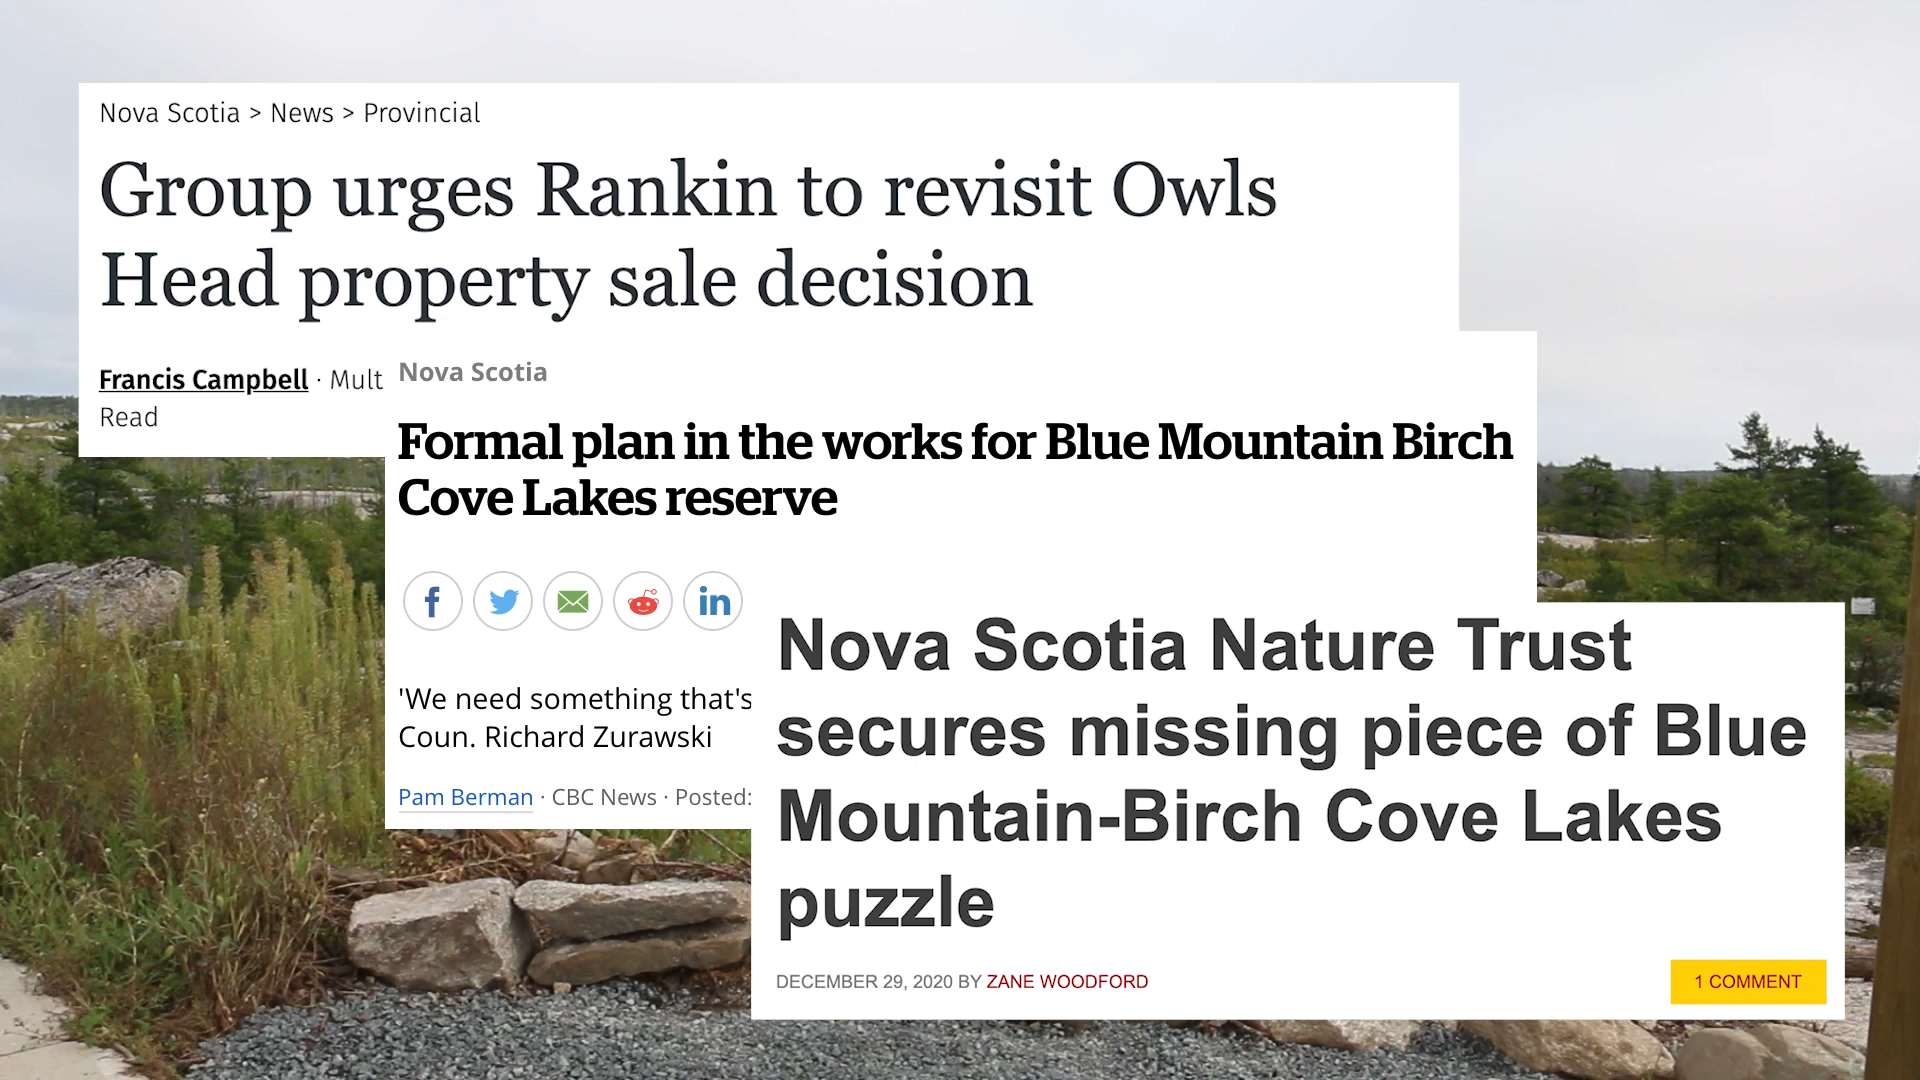 Nova Scotia > News > Provincial
Group urges Rankin to revisit Owls
Head property sale decision
Francis Campbell · Mult
Read
Nova Scotia
Formal plan in the works for Blue Mountain Birch
Cove Lakes reserve
'We need something that's
Coun. Richard Zurawski
Pam Berman · CBC News · Posted:
Nova Scotia Nature Trust
secures missing piece of Blue
Mountain-Birch Cove Lakes
puzzle
DECEMBER 29, 2020 BY ZANE WOODFORD
1 COMMENT